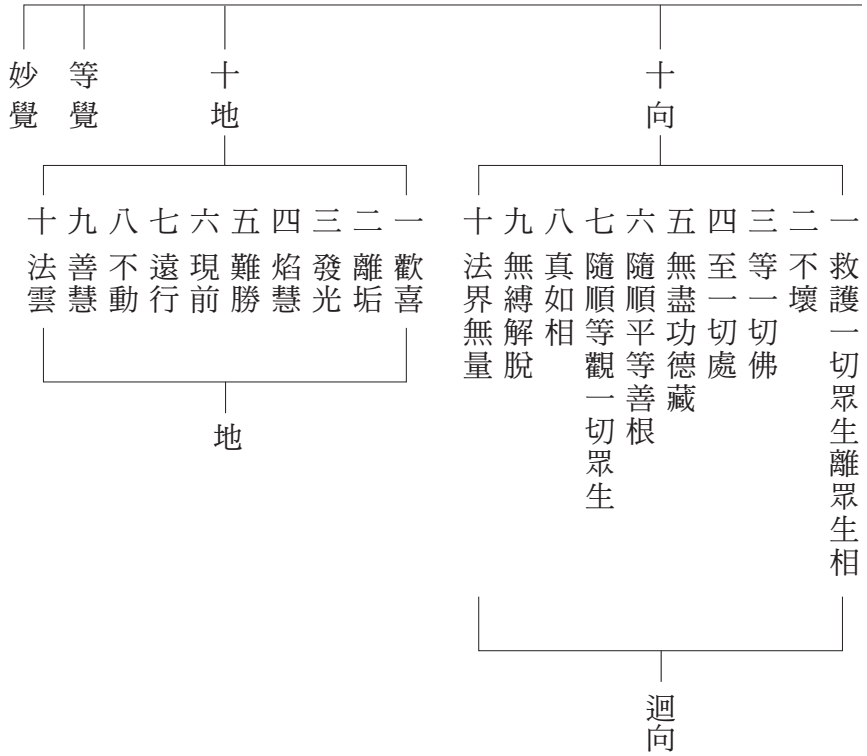 十向
一 救護一切眾生離眾生相
二 不壞
三 等一切佛
四 至一切處
五 無盡功德藏
六 隨順平等善根
七 隨順等觀一切眾生
八 真如相
九 無縛解脫
十 法界無量
迴向
十地
一 歡喜
二 離垢
三 發光
四 焰慧
五 難勝
六 現前
七 遠行
八 不動
九 善慧
十 法雲
地
等覺
妙覺